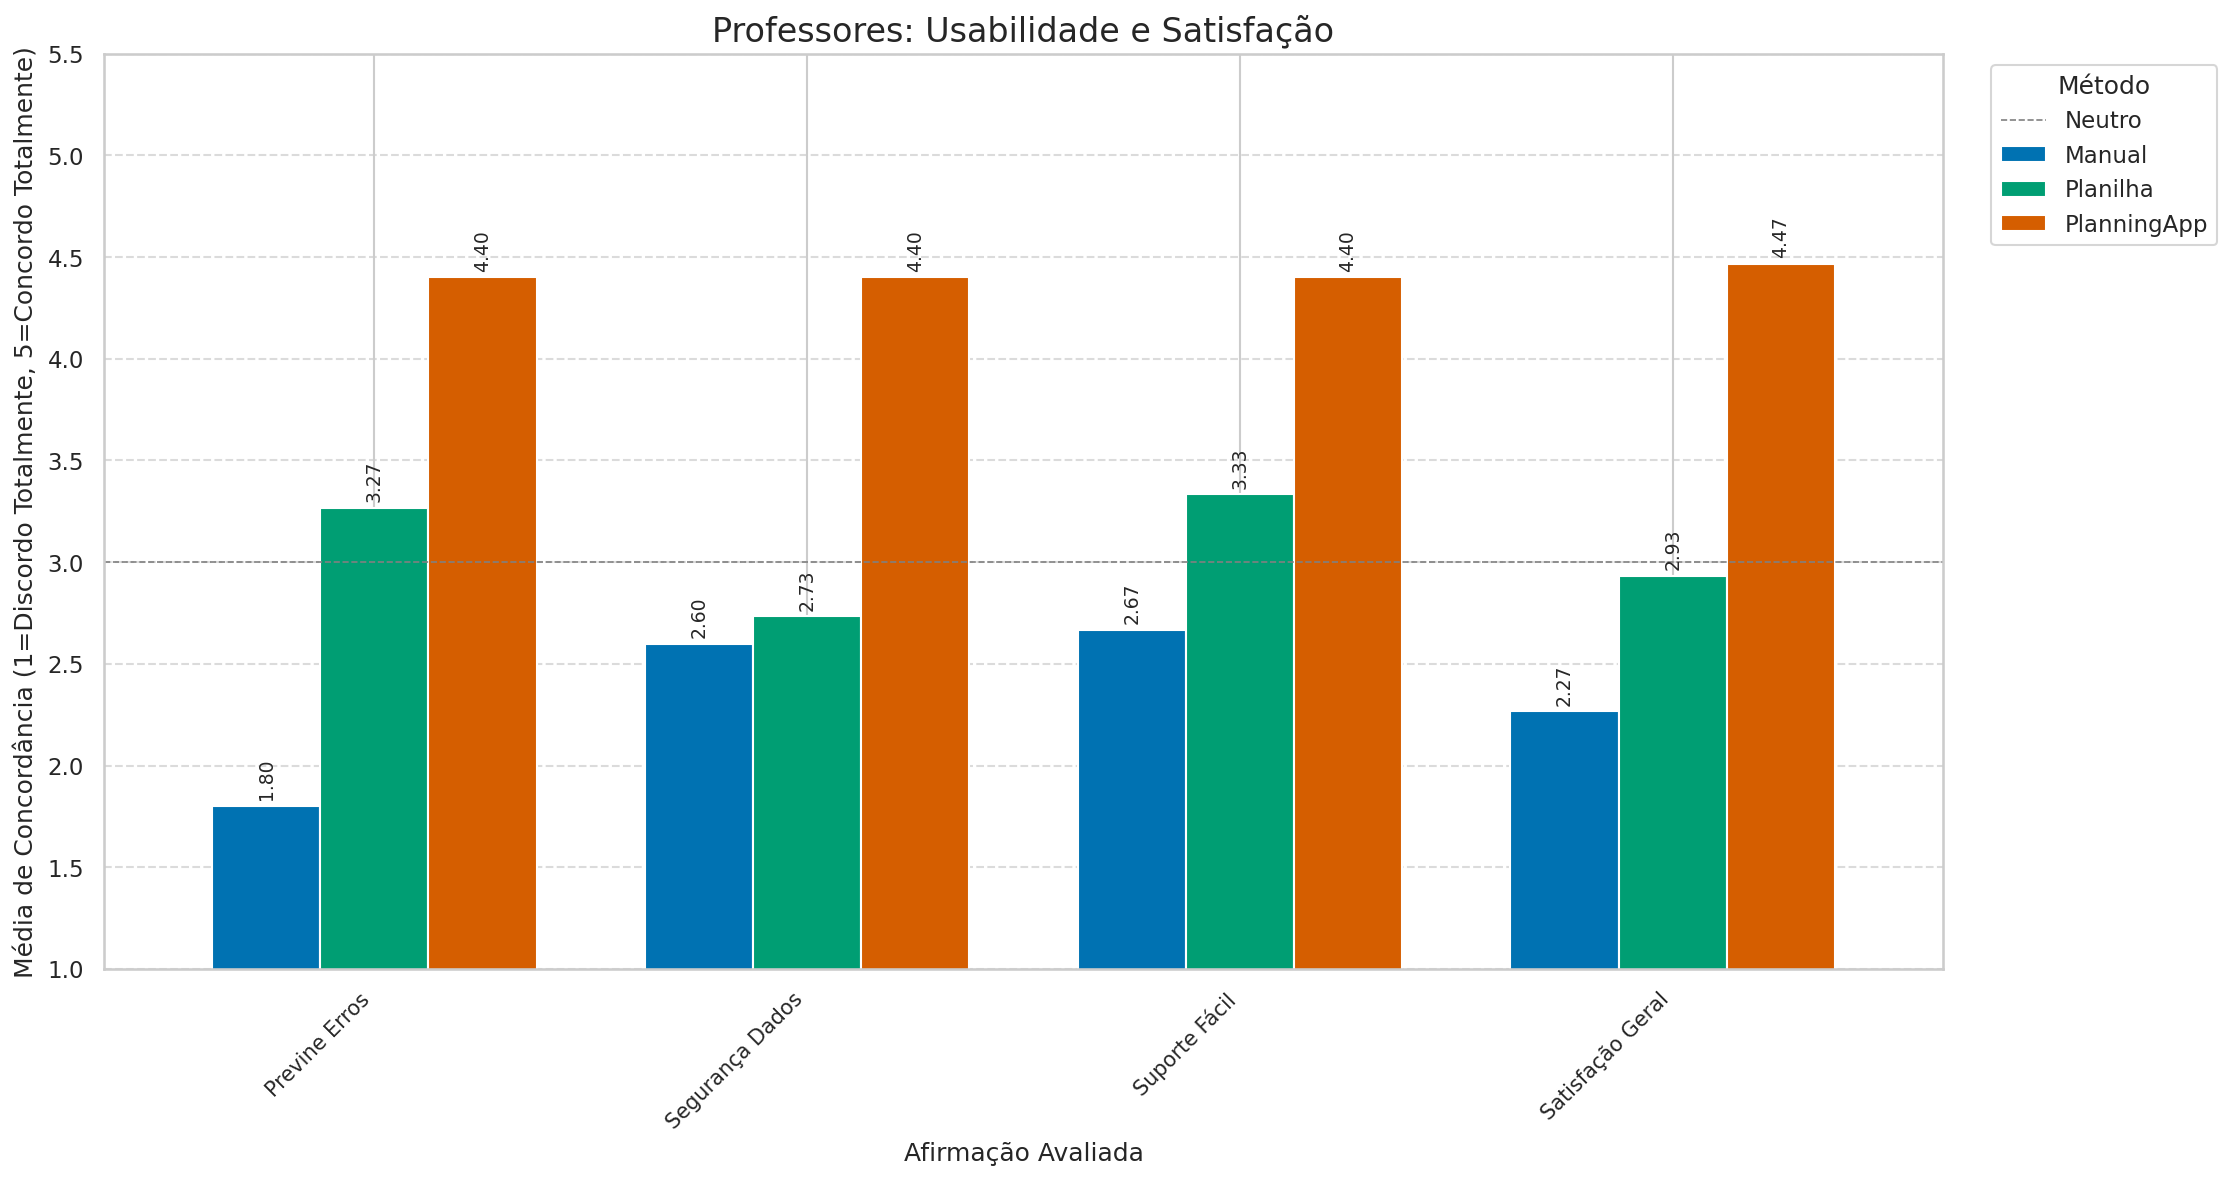 Professores: Usabilidade e Satisfação
Média de Concordância (1=Discordo Totalmente, 5=Concordo Totalmente)
5.5
5.0
4.5
4.0
3.5
3.0
2.5
2.0
1.5
1.0
1.80
3.27
4.40
2.60
2.73
4.40
2.67
3.33
4.40
2.27
2.93
4.47
Previne Erros
Segurança Dados
Suporte Fácil
Satisfação Geral
Afirmação Avaliada
Método
Neutro
Manual
Planilha
PlanningApp